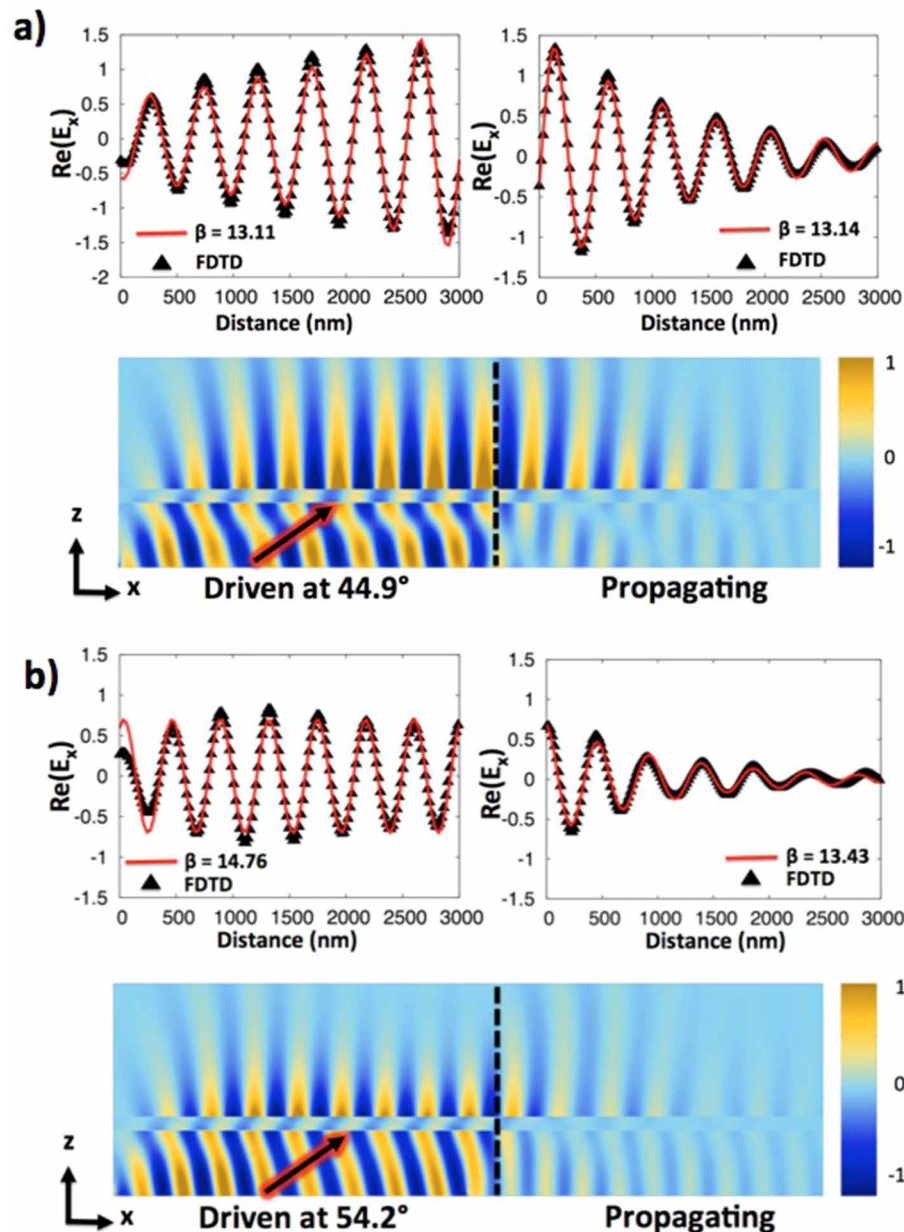 a)
1.5
1
0.5
0
-0.5
-1
-1.5
-2
Re(E_x)
β = 13.11
FDTD
0 500 1000 1500 2000 2500 3000
Distance (nm)
1.5
1
0.5
0
-0.5
-1
-1.5
Re(E_x)
β = 13.14
FDTD
0 500 1000 1500 2000 2500 3000
Distance (nm)
1
0
-1
z
x
Driven at 44.9°
Propagating
b)
1.5
1
0.5
0
-0.5
-1
-1.5
Re(E_x)
β = 14.76
FDTD
0 500 1000 1500 2000 2500 3000
Distance (nm)
1.5
1
0.5
0
-0.5
-1
-1.5
Re(E_x)
β = 13.43
FDTD
0 500 1000 1500 2000 2500 3000
Distance (nm)
1
0
-1
z
x
Driven at 54.2°
Propagating